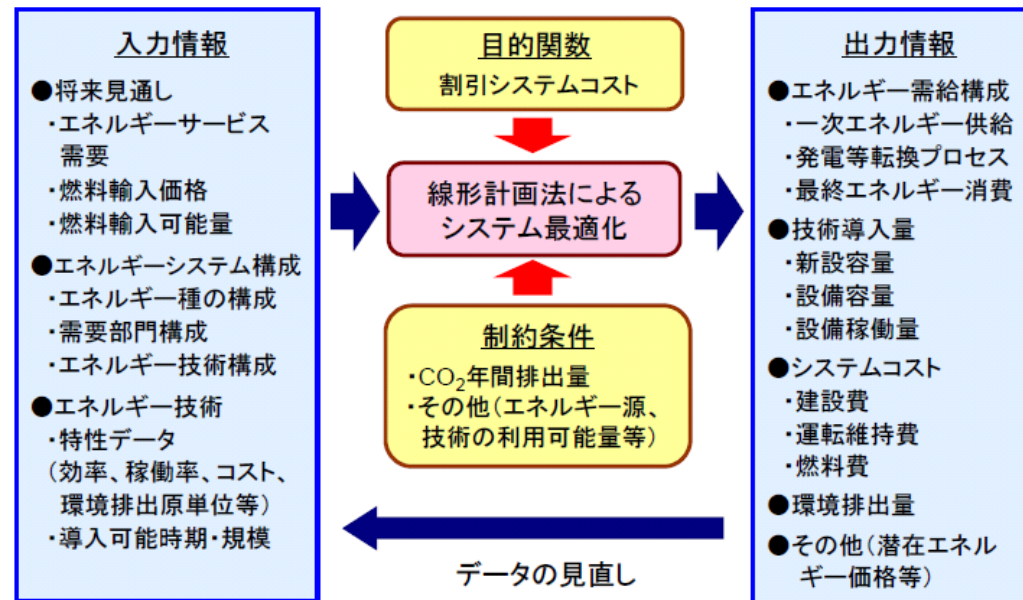 入力情報
●将来見通し
・エネルギーサービス
需要
・燃料輸入価格
・燃料輸入可能量
●エネルギーシステム構成
・エネルギー種の構成
・需要部門構成
・エネルギー技術構成
●エネルギー技術
・特性データ
(効率、稼働率、コスト、
環境排出原単位等)
・導入可能時期・規模
目的関数
割引システムコスト
線形計画法による
システム最適化
制約条件
・CO₂年間排出量
・その他(エネルギー源、
技術の利用可能量等)
データの見直し
出力情報
●エネルギー需給構成
・一次エネルギー供給
・発電等転換プロセス
・最終エネルギー消費
●技術導入量
・新設容量
・設備容量
・設備稼働量
●システムコスト
・建設費
・運転維持費
・燃料費
●環境排出量
●その他(潜在エネル
ギー価格等)